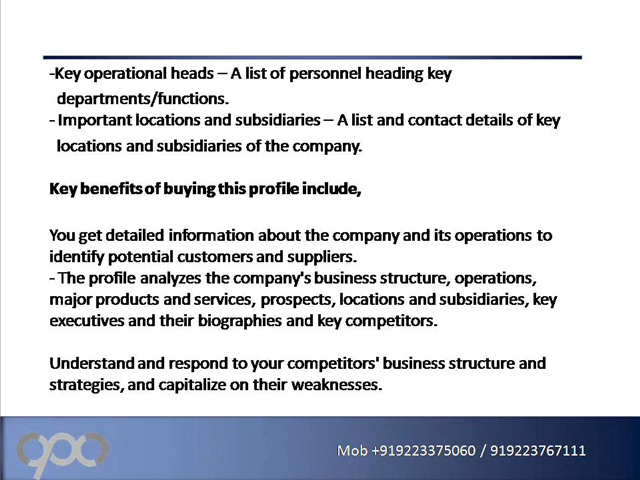 -Key operational heads – A list of personnel heading key
departments/functions.
- Important locations and subsidiaries – A list and contact details of key
locations and subsidiaries of the company.
Key benefits of buying this profile include,
You get detailed information about the company and its operations to
identify potential customers and suppliers.
- The profile analyzes the company's business structure, operations,
major products and services, prospects, locations and subsidiaries, key
executives and their biographies and key competitors.
Understand and respond to your competitors' business structure and
strategies, and capitalize on their weaknesses.
Mob +919223375060 / 919223767111